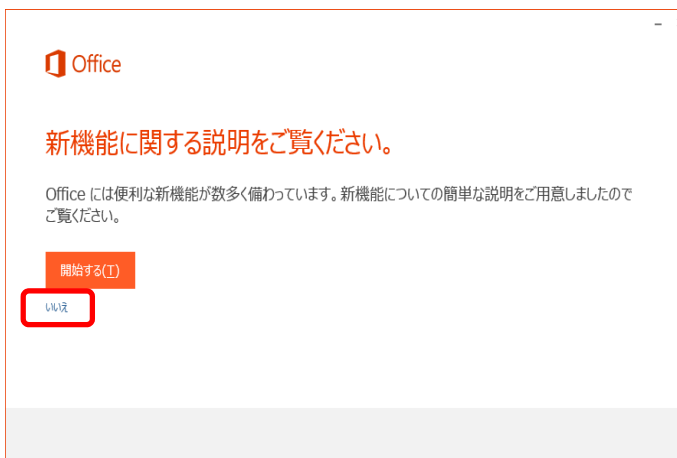 Office
新機能に関する説明をご覧ください。
Office には便利な新機能が数多く備わっています。新機能についての簡単な説明をご用意しましたので
ご覧ください。
開始する(T)
いいえ